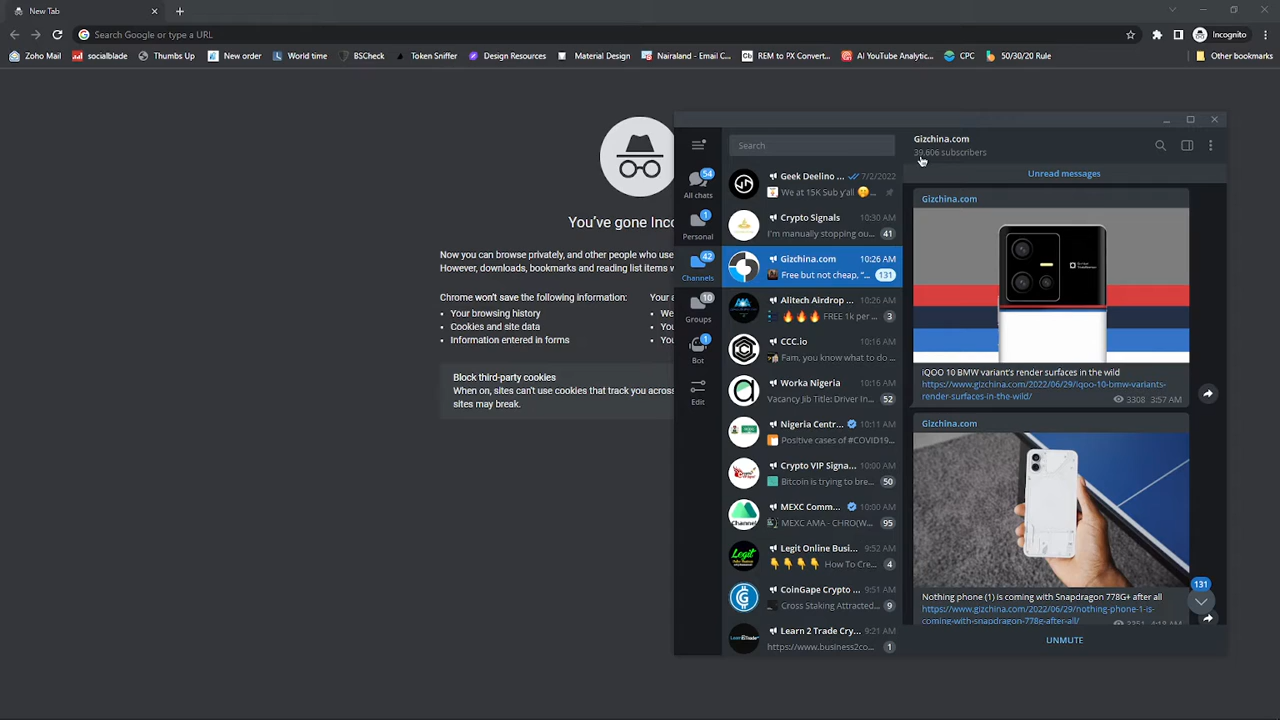 New Tab
Search Google or type a URL
Incognito
Zoho Mail
socialblade
Thumbs Up
New order
World time
BSCheck
Token Sniffer
Design Resources
Material Design
Nairaland - Email C...
REM to PX Convert...
AI YouTube Analytic...
CPC
50/30/20 Rule
Other bookmarks
You've gone Inc
Now you can browse privately, and other people who use
However, downloads, bookmarks and reading list items w
Chrome won't save the following information:
• Your browsing history
• Cookies and site data
• Information entered in forms
Your a
• We
• You
• You
Block third-party cookies
When on, sites can't use cookies that track you across
sites may break.
54
All chats
1
Personal
42
Channels
10
Groups
1
Bot
Edit
Search
Geek Deelino ... 7/2/2022
We at 15K Sub y'all
Crypto Signals 10:30 AM
I'm manually stopping ou... 41
Gizchina.com 10:26 AM
Free but not cheap, "... 131
Alitech Airdrop ... 10:26 AM
FREE 1k per ... 3
CCC.io 10:16 AM
Fam, you know what to do ...
Worka Nigeria 10:16 AM
Vacancy Jib Title: Driver In... 52
Nigeria Centr... 10:11 AM
Positive cases of #COVID19...
Crypto VIP Signa... 10:00 AM
Bitcoin is trying to bre... 50
MEXC Comm... 10:00 AM
Channel
MEXC AMA - CHRO(W... 95
Legit Online Busi... 9:52 AM
Legit
How To Cre... 4
CoinGape Crypto ... 9:51 AM
Cross Staking Attracted... 9
Learn 2 Trade Cry... 9:21 AM
Learn2Trade
https://www.business2co... 1
Gizchina.com
39,606 subscribers
Unread messages
Gizchina.com
iQOO 10 BMW variant's render surfaces in the wild
https://www.gizchina.com/2022/06/29/iqoo-10-bmw-variants-
render-surfaces-in-the-wild/
3308 3:57 AM
Gizchina.com
Nothing phone (1) is coming with Snapdragon 778G+ after all
https://www.gizchina.com/2022/06/29/nothing-phone-1-is-
coming-with-snapdragon-778g-after-all/
3351 4:18 AM
131
UNMUTE